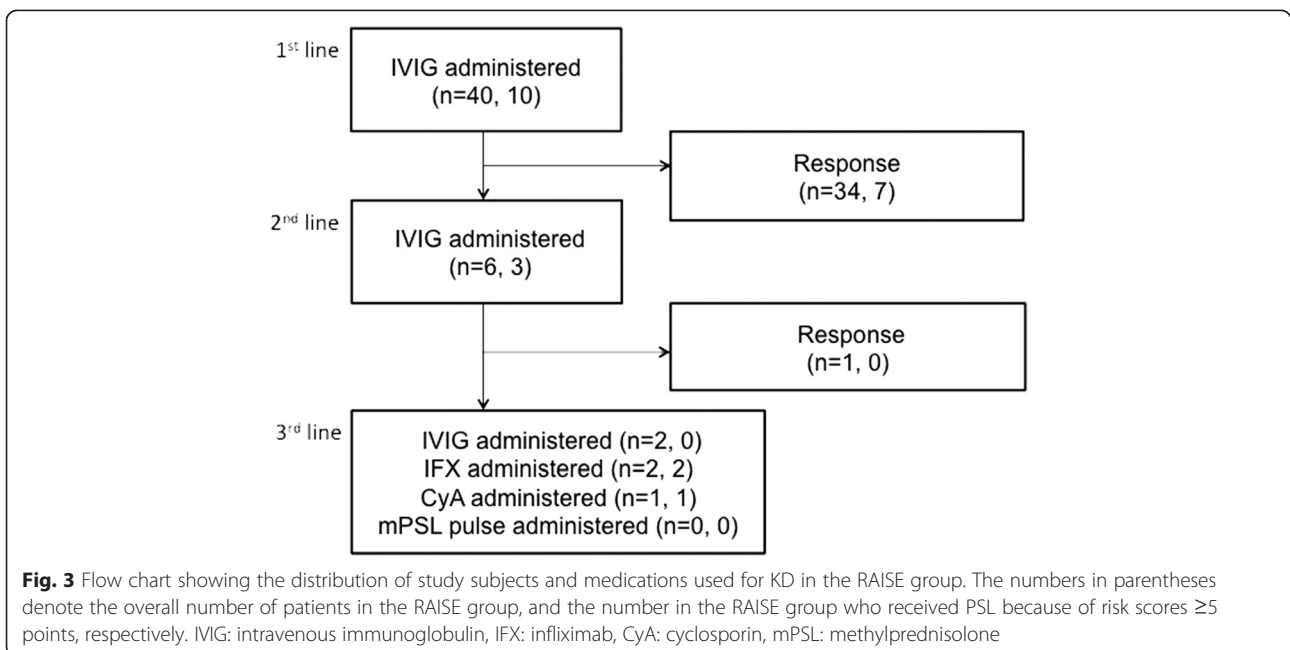 1st line
IVIG administered
(n=40, 10)
Response
(n=34, 7)
2nd line
IVIG administered
(n=6, 3)
Response
(n=1, 0)
3rd line
IVIG administered (n=2, 0)
IFX administered (n=2, 2)
CyA administered (n=1, 1)
mPSL pulse administered (n=0, 0)
Fig. 3 Flow chart showing the distribution of study subjects and medications used for KD in the RAISE group. The numbers in parentheses
denote the overall number of patients in the RAISE group, and the number in the RAISE group who received PSL because of risk scores ≥5
points, respectively. IVIG: intravenous immunoglobulin, IFX: infliximab, CyA: cyclosporin, mPSL: methylprednisolone